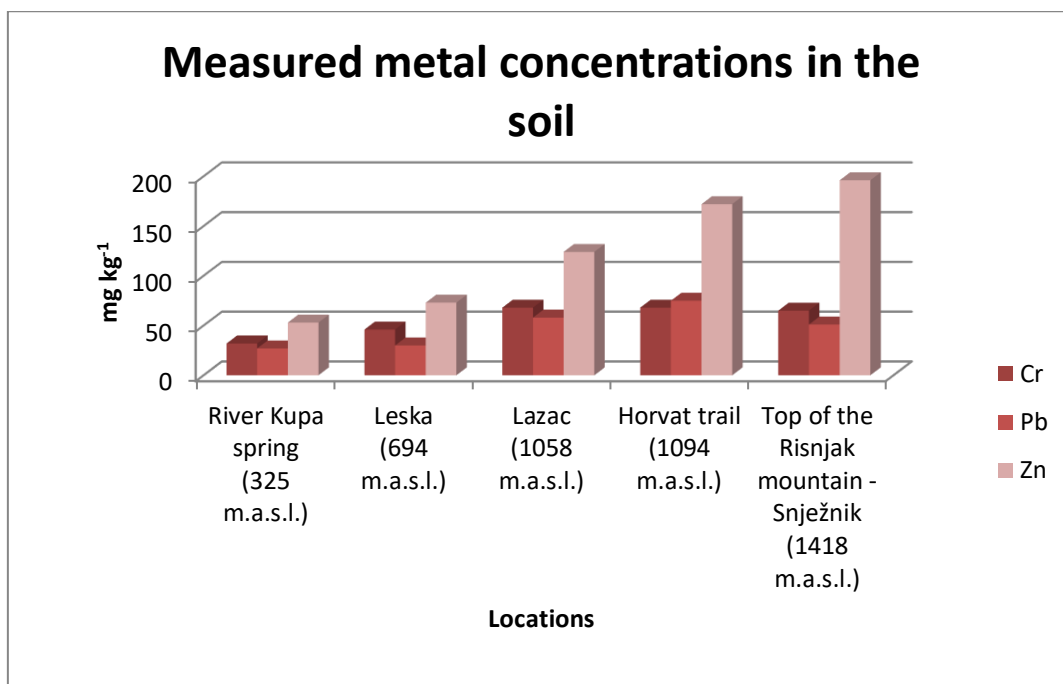 Measured metal concentrations in the
soil
mg kg⁻¹
200
150
100
50
0
River Kupa
spring
(325
m.a.s.l.)
Leska
(694
m.a.s.l.)
Lazac
(1058
m.a.s.l.)
Horvat trail
(1094
m.a.s.l.)
Top of the
Risnjak
mountain -
Snježnik
(1418
m.a.s.l.)
Locations
Cr
Pb
Zn